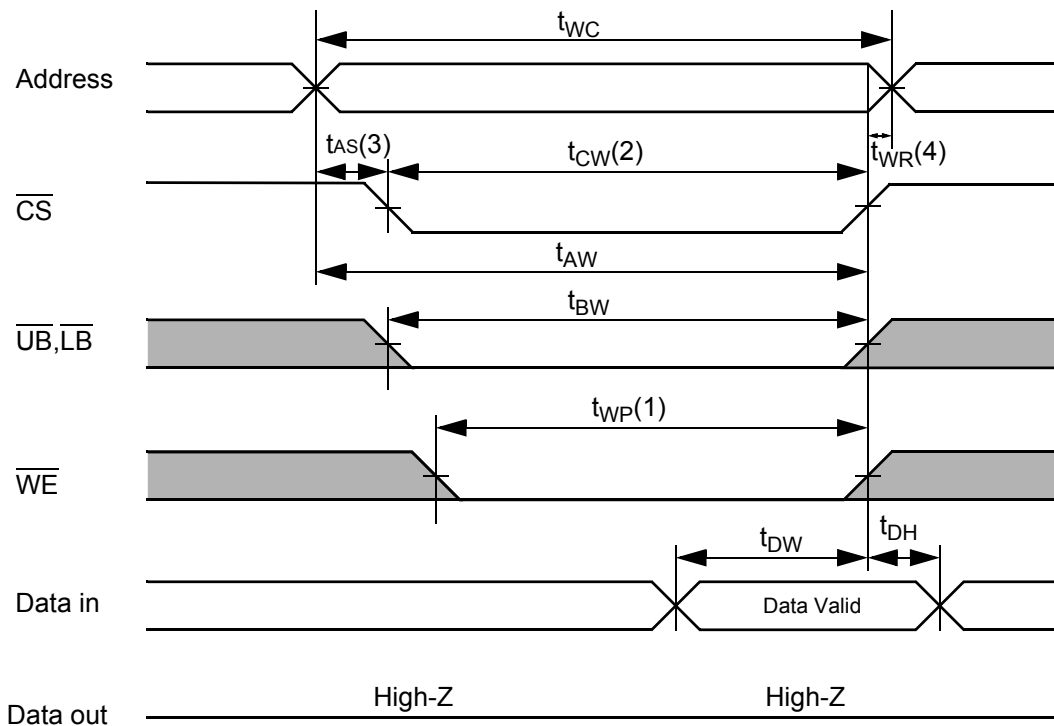 tWC
Address
tAS(3)
tCW(2)
tWR(4)
CS
tAW
tBW
UB,LB
tWP(1)
WE
tDW
tDH
Data in
Data Valid
High-Z
High-Z
Data out